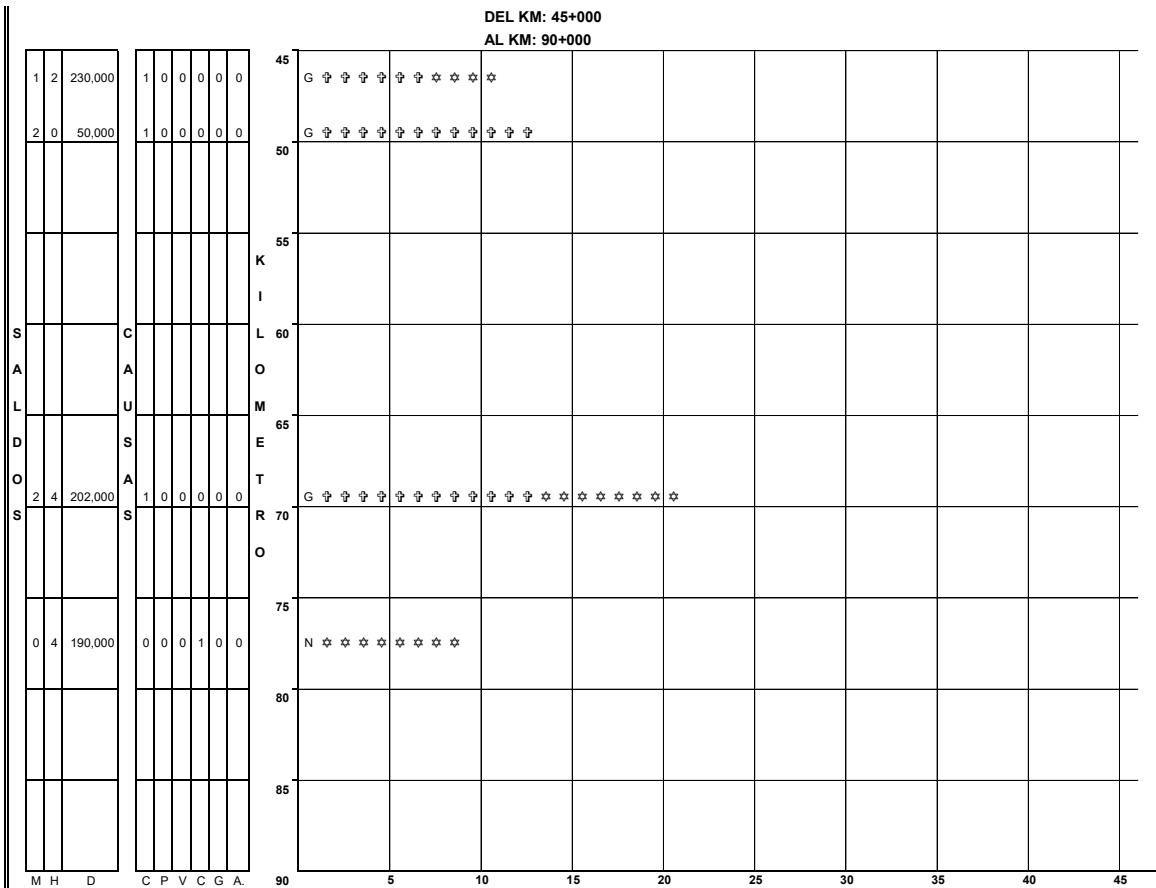 DEL KM: 45+000
AL KM: 90+000
45
1 2 230,000 1 0 0 0 0 0 G ✞ ✞ ✞ ✞ ✞ ✞ ✡ ✡ ✡ ✡
2 0 50,000 1 0 0 0 0 0 G ✞ ✞ ✞ ✞ ✞ ✞ ✞ ✞ ✞ ✞ ✞ ✞
50
55
60
65
2 4 202,000 1 0 0 0 0 0 G ✞ ✞ ✞ ✞ ✞ ✞ ✞ ✞ ✞ ✞ ✞ ✞ ✡ ✡ ✡ ✡ ✡ ✡ ✡ ✡
70
75
0 4 190,000 0 0 0 1 0 0 N ✡ ✡ ✡ ✡ ✡ ✡ ✡ ✡
80
85
SALDOS
CAUSAS
KILOMETRO
M H D C P V C G A. 90 5 10 15 20 25 30 35 40 45